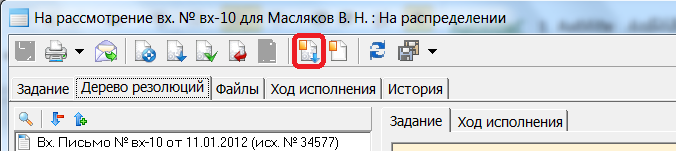 На рассмотрение вх. № вх-10 для Масляков В. Н. : На распределении
Задание Дерево резолюций Файлы Ход исполнения История
Вх. Письмо № вх-10 от 11.01.2012 (исх. № 34577)
Задание Ход исполнения